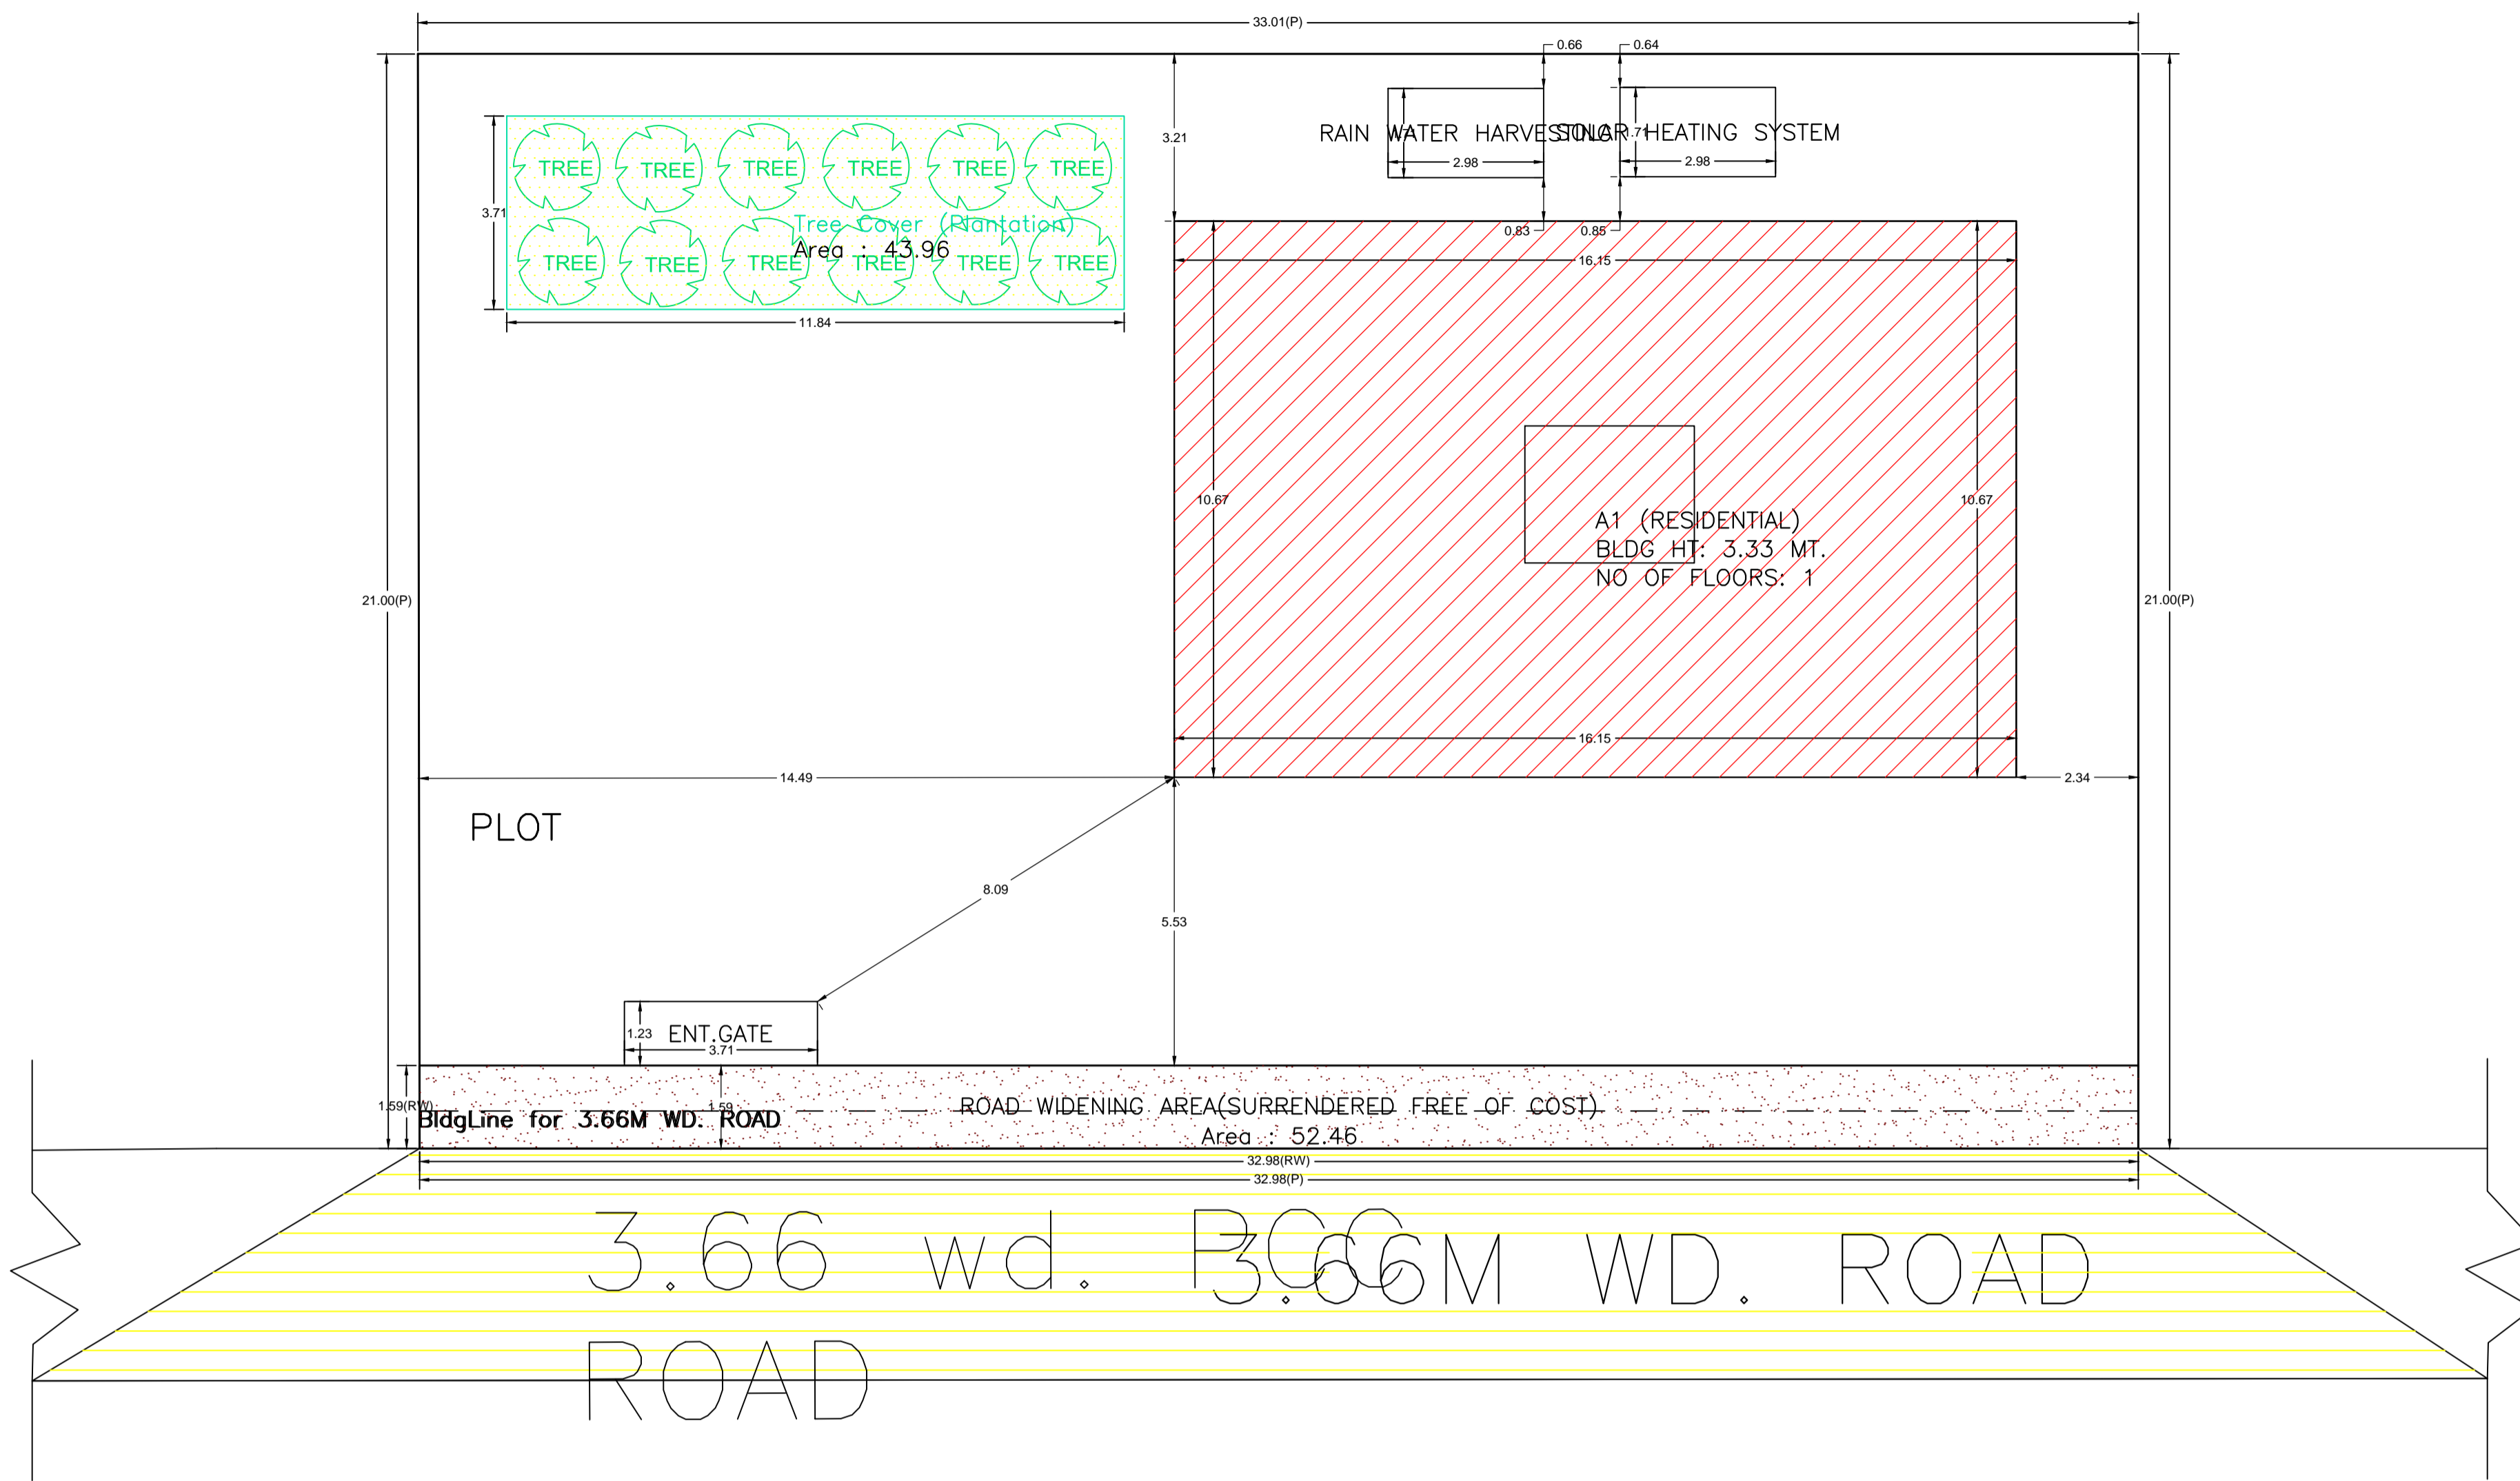 33.01(P)
0.66
0.64
3.21
RAIN WATER HARVESTING
SOLAR HEATING SYSTEM
1.71
2.98
2.98
TREE TREE TREE TREE TREE TREE
3.71
Tree Cover (Plantation)
Area : 43.96
TREE TREE TREE TREE TREE TREE
11.84
0.83
0.85
16.15
10.67
10.67
A1 (RESIDENTIAL)
BLDG HT: 3.33 MT.
NO OF FLOORS: 1
21.00(P)
21.00(P)
16.15
14.49
2.34
PLOT
8.09
5.53
1.23
ENT.GATE
3.71
1.59(RW)
1.59
BldgLine for 3.66M WD. ROAD
ROAD WIDENING AREA(SURRENDERED FREE OF COST)
Area : 52.46
32.98(RW)
32.98(P)
3.66 wd. PCC
ROAD
3.66M WD. ROAD